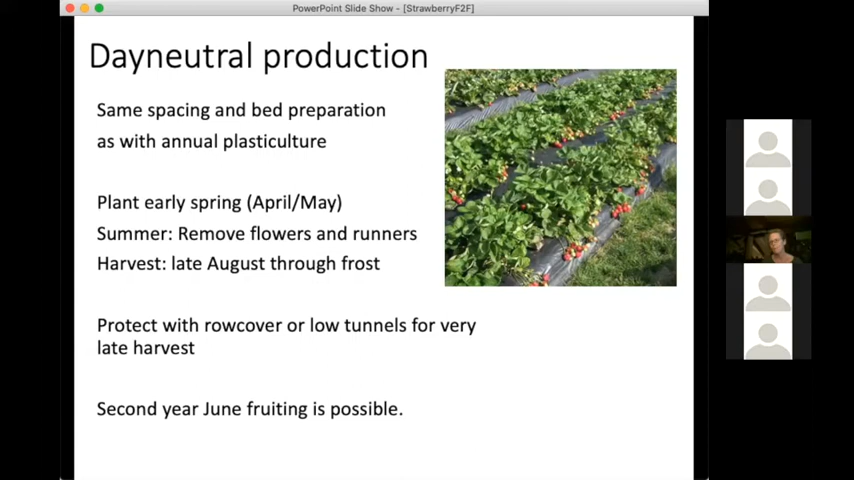 PowerPoint Slide Show - [StrawberryF2F]
Dayneutral production
Same spacing and bed preparation
as with annual plasticulture
Plant early spring (April/May)
Summer: Remove flowers and runners
Harvest: late August through frost
Protect with rowcover or low tunnels for very
late harvest
Second year June fruiting is possible.